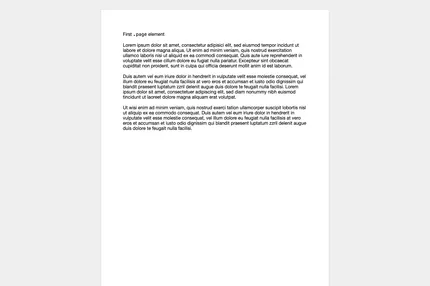 First .page element
Lorem ipsum dolor sit amet, consectetur adipisici elit, sed eiusmod tempor incidunt ut
labore et dolore magna aliqua. Ut enim ad minim veniam, quis nostrud exercitation
ullamco laboris nisi ut aliquid ex ea commodi consequat. Quis aute iure reprehenderit in
voluptate velit esse cillum dolore eu fugiat nulla pariatur. Excepteur sint obcaecat
cupiditat non proident, sunt in culpa qui officia deserunt mollit anim id est laborum.
Duis autem vel eum iriure dolor in hendrerit in vulputate velit esse molestie consequat, vel
illum dolore eu feugiat nulla facilisis at vero eros et accumsan et iusto odio dignissim qui
blandit praesent luptatum zzril delenit augue duis dolore te feugait nulla facilisi. Lorem
ipsum dolor sit amet, consectetuer adipiscing elit, sed diam nonummy nibh euismod
tincidunt ut laoreet dolore magna aliquam erat volutpat.
Ut wisi enim ad minim veniam, quis nostrud exerci tation ullamcorper suscipit lobortis nisl
ut aliquip ex ea commodo consequat. Duis autem vel eum iriure dolor in hendrerit in
vulputate velit esse molestie consequat, vel illum dolore eu feugiat nulla facilisis at vero
eros et accumsan et iusto odio dignissim qui blandit praesent luptatum zzril delenit augue
duis dolore te feugait nulla facilisi.